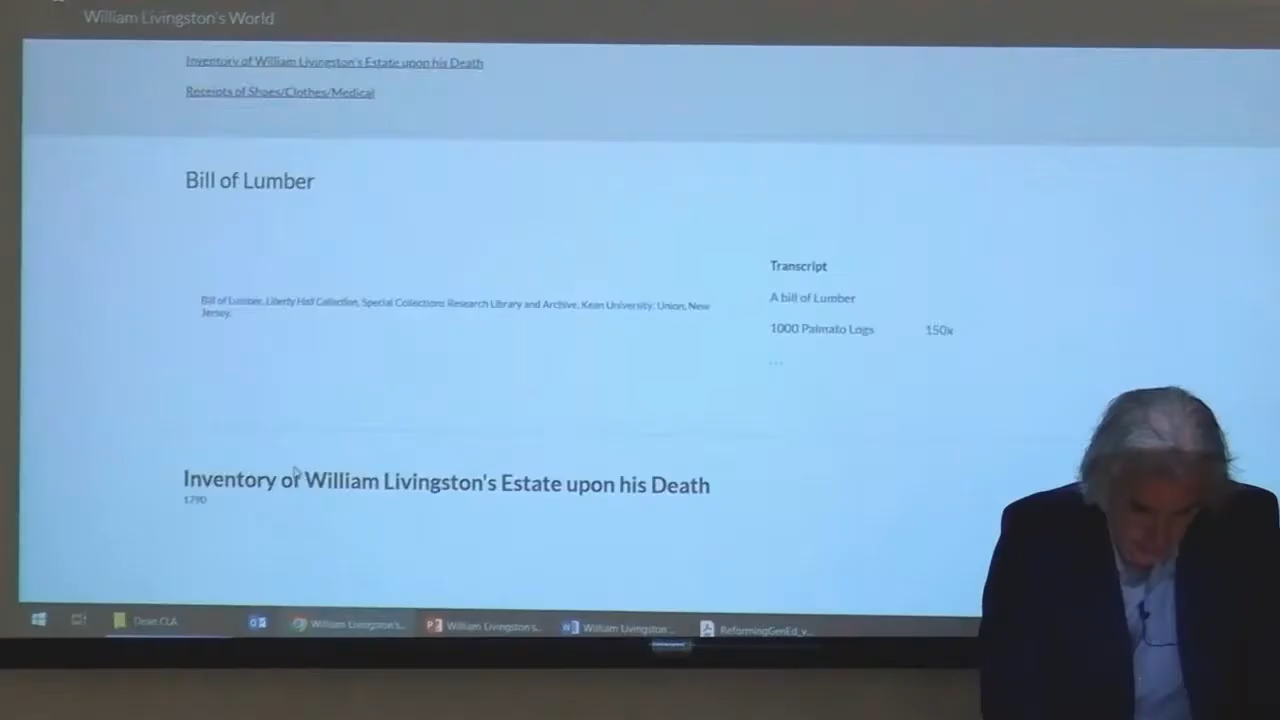 William Livingston's World
Inventory of William Livingston's Estate upon his Death
Receipts of Shoes/Clothes/Medical
Bill of Lumber
Transcript
Bill of Lumber, Liberty Hall Collection, Special Collections Research Library and Archive, Kean University, Union, New
Jersey.
A bill of Lumber
1000 Palmato Logs 150x
...
Inventory of William Livingston's Estate upon his Death
1790
Dean CLA
William Livingston's...
William Livingston's...
William Livingston ...
ReformingGenEd_v...